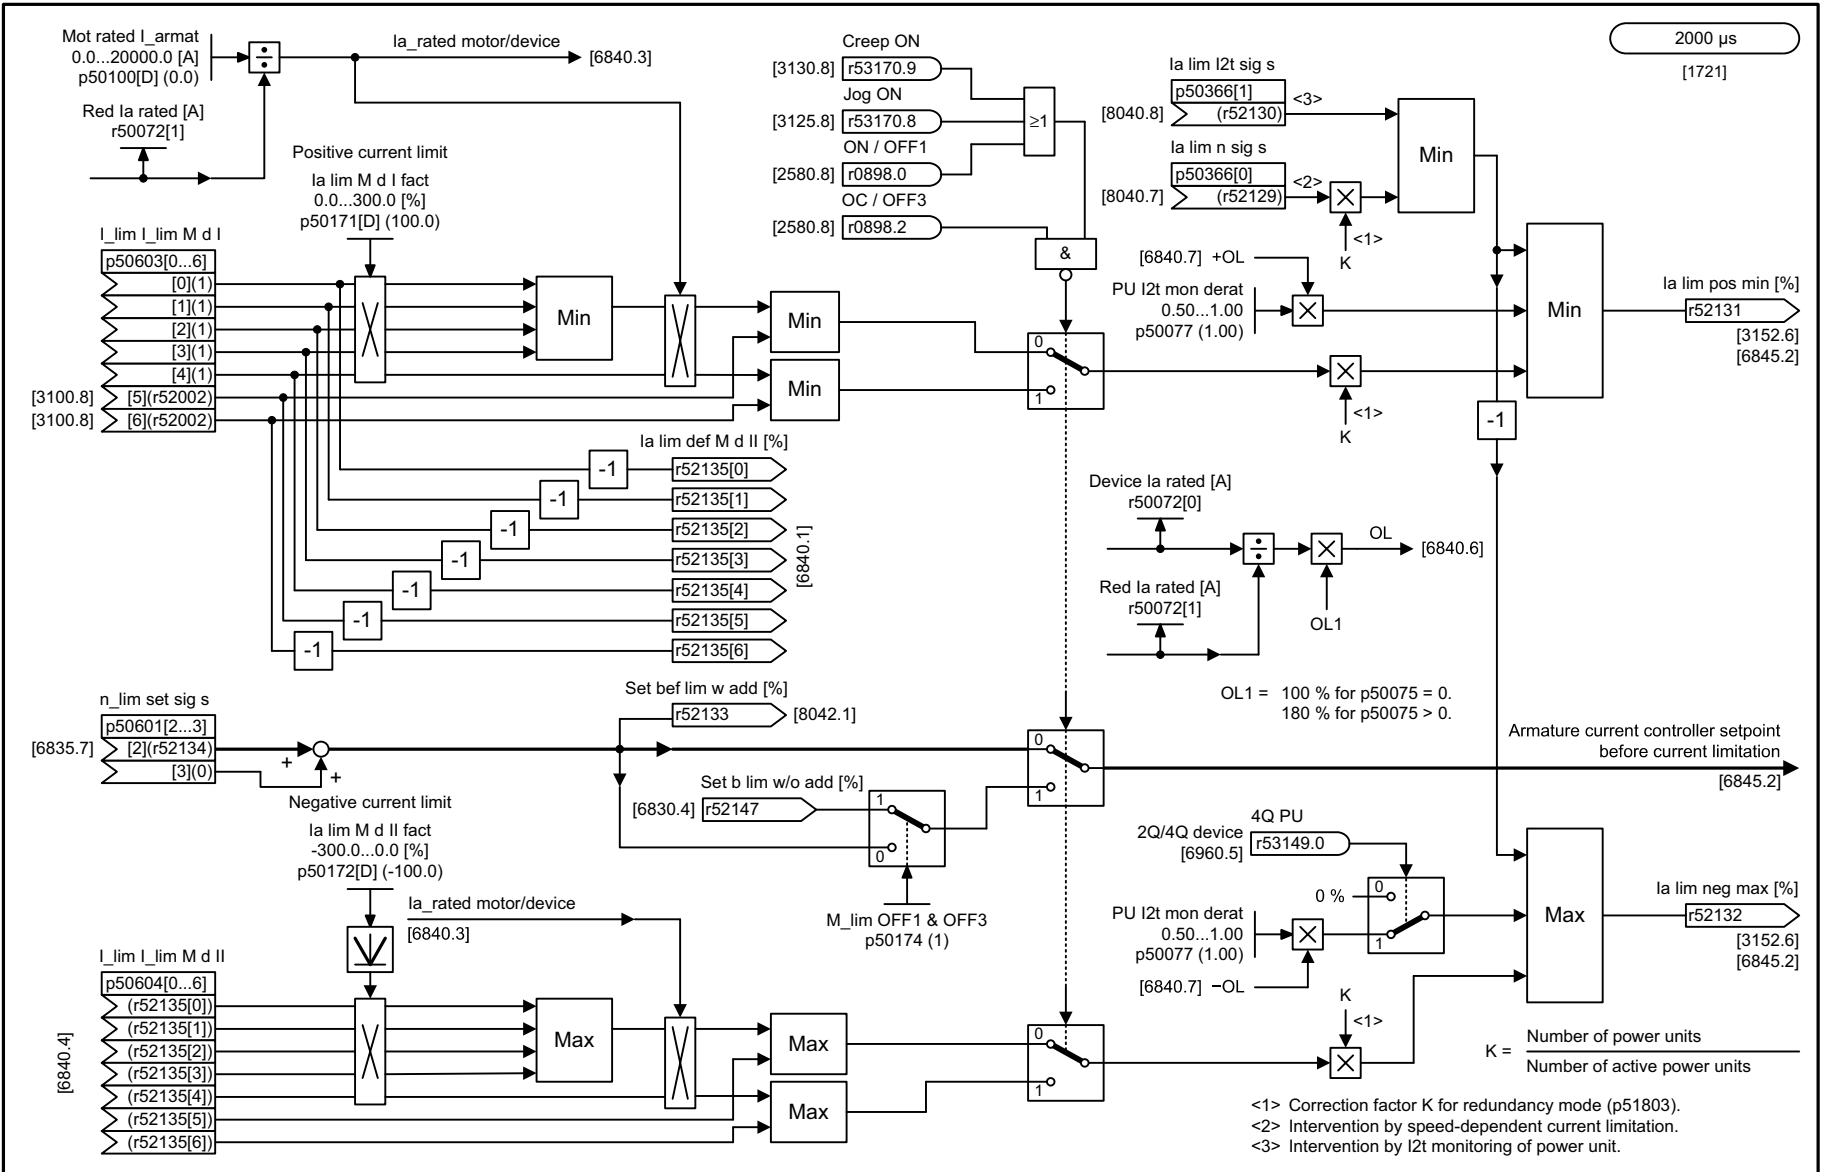 Mot rated I_armat
0.0...20000.0 [A]
p50100[D] (0.0)
÷
Ia_rated motor/device
[6840.3]
Red Ia rated [A]
r50072[1]
Positive current limit
Ia lim M d I fact
0.0...300.0 [%]
p50171[D] (100.0)
I_lim I_lim M d I
p50603[0...6]
[0](1)
[1](1)
[2](1)
[3](1)
[4](1)
[3100.8] [5](r52002)
[3100.8] [6](r52002)
Min
Min
Min
Creep ON
[3130.8] r53170.9
Jog ON
[3125.8] r53170.8
ON / OFF1
[2580.8] r0898.0
OC / OFF3
[2580.8] r0898.2
≥1
&
0
1
2000 µs
[1721]
Ia lim I2t sig s
p50366[1]
[8040.8] (r52130)
<3>
Ia lim n sig s
p50366[0]
[8040.7] (r52129)
<2>
×
<1>
K
Min
[6840.7] +OL
PU I2t mon derat
0.50...1.00
p50077 (1.00)
×
×
<1>
K
Min
Ia lim pos min [%]
r52131
[3152.6]
[6845.2]
-1
Ia lim def M d II [%]
-1 r52135[0]
-1 r52135[1]
-1 r52135[2]
-1 r52135[3]
-1 r52135[4]
-1 r52135[5]
-1 r52135[6]
[6840.1]
Device Ia rated [A]
r50072[0]
÷
×
OL
[6840.6]
Red Ia rated [A]
r50072[1]
OL1
OL1 = 100 % for p50075 = 0.
180 % for p50075 > 0.
n_lim set sig s
p50601[2...3]
[6835.7] [2](r52134)
[3](0)
+
+
Set bef lim w add [%]
r52133 [8042.1]
Set b lim w/o add [%]
[6830.4] r52147
1
0
M_lim OFF1 & OFF3
p50174 (1)
0
1
Armature current controller setpoint
before current limitation
[6845.2]
Negative current limit
Ia lim M d II fact
-300.0...0.0 [%]
p50172[D] (-100.0)
Ia_rated motor/device
[6840.3]
I_lim I_lim M d II
p50604[0...6]
(r52135[0])
(r52135[1])
(r52135[2])
(r52135[3])
(r52135[4])
(r52135[5])
(r52135[6])
[6840.4]
Max
Max
Max
0
1
4Q PU
2Q/4Q device
[6960.5]
r53149.0
0 %
0
1
PU I2t mon derat
0.50...1.00
p50077 (1.00)
×
[6840.7] −OL
K
<1>
×
Max
Ia lim neg max [%]
r52132
[3152.6]
[6845.2]
K = Number of power units
Number of active power units
<1> Correction factor K for redundancy mode (p51803).
<2> Intervention by speed-dependent current limitation.
<3> Intervention by I2t monitoring of power unit.